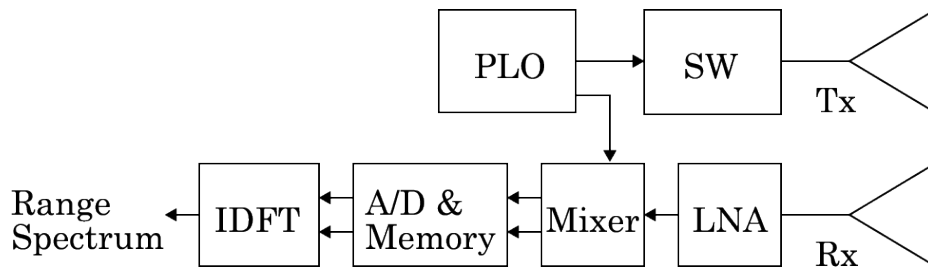 PLO
SW
Tx
Range
Spectrum
IDFT
A/D &
Memory
Mixer
LNA
Rx